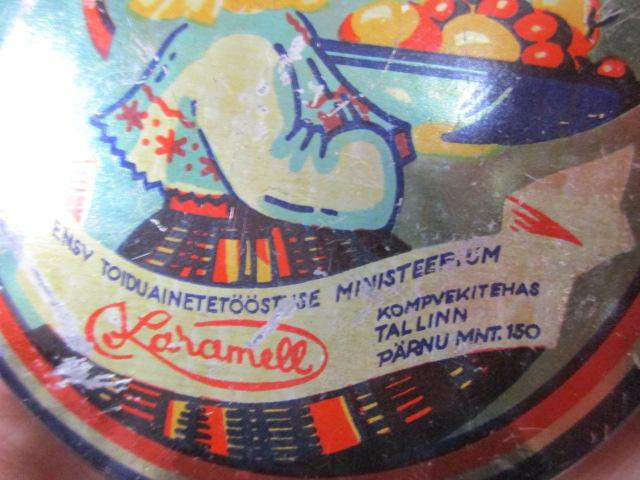 ENSV TOIDUAINETETÖÖSTUSE MINISTEERIUM
Karamell
KOMPVEKITEHAS
TALLINN
PÄRNU MNT. 150